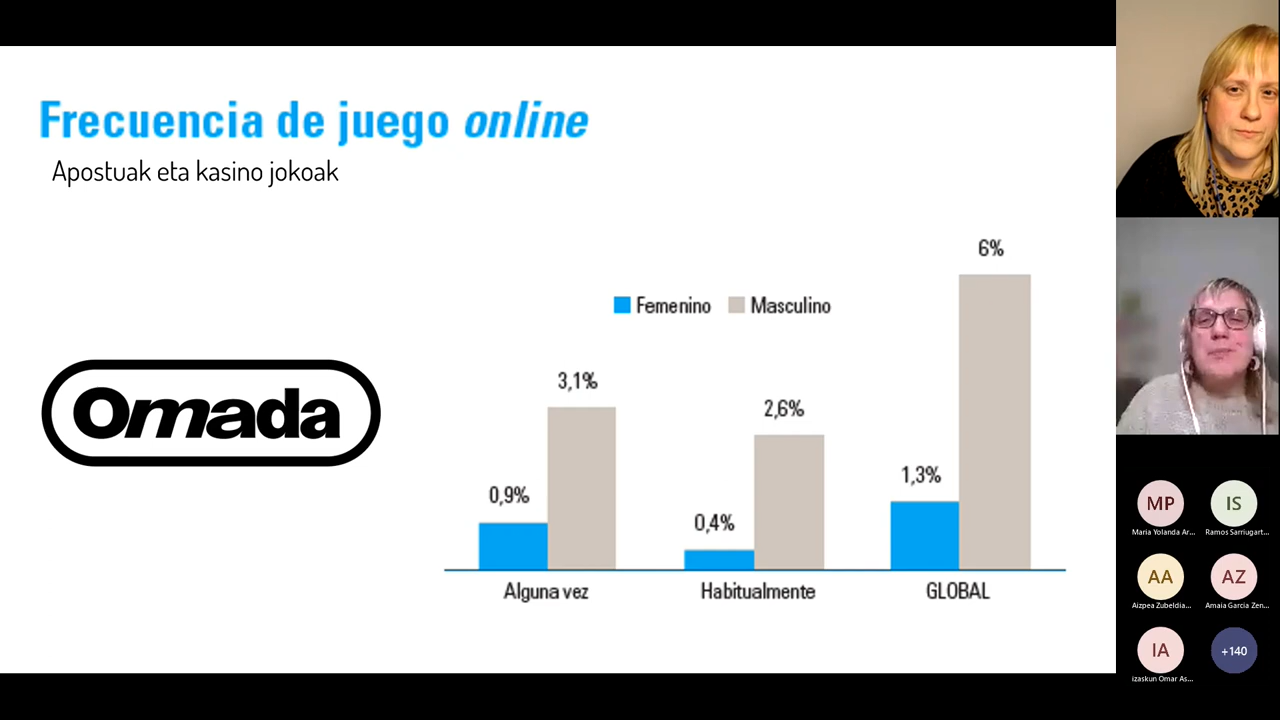 Frecuencia de juego online
Apostuak eta kasino jokoak
Omada
Femenino Masculino
0,9%
3,1%
0,4%
2,6%
1,3%
6%
Alguna vez
Habitualmente
GLOBAL
MP
Maria Yolanda Ar...
IS
Ramos Sarriugart...
AA
Aizpea Zubeldia...
AZ
Amaia Garcia Zen...
IA
izaskun Omar As...
+140